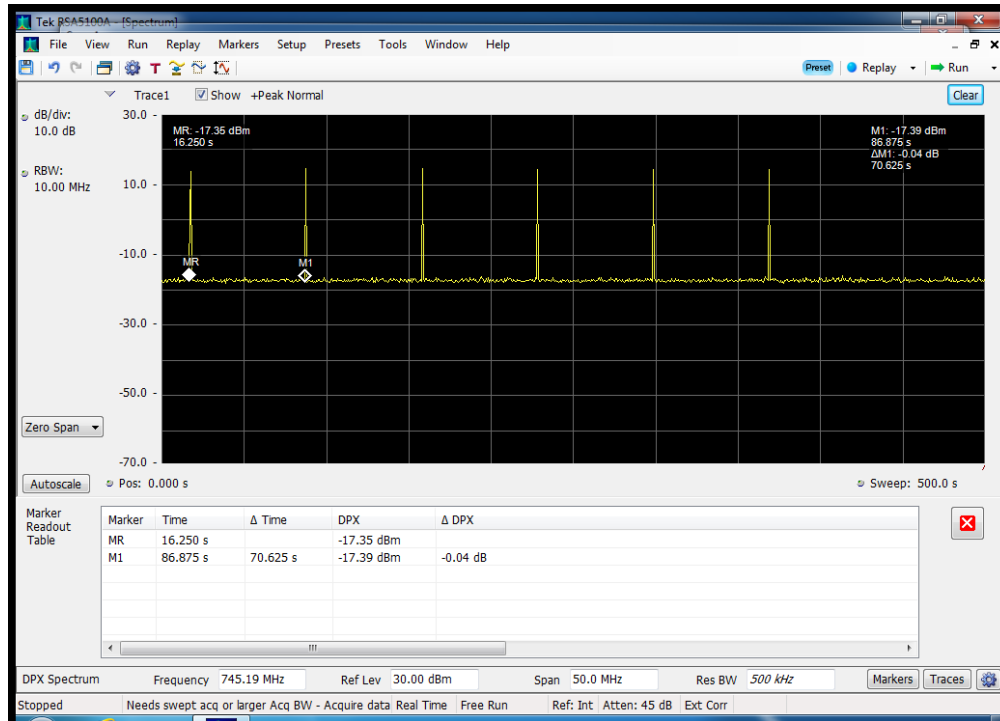 Tek RSA5100A - [Spectrum]
File View Run Replay Markers Setup Presets Tools Window Help
Preset Replay Run
Trace1 Show +Peak Normal Clear
dB/div:
10.0 dB
RBW:
10.00 MHz
30.0
10.0 -
-10.0 -
-30.0 -
-50.0 -
-70.0 -
MR: -17.35 dBm
16.250 s
M1: -17.39 dBm
86.875 s
ΔM1: -0.04 dB
70.625 s
MR
M1
Zero Span
Autoscale Pos: 0.000 s Sweep: 500.0 s
Marker
Readout
Table
Marker Time Δ Time DPX Δ DPX
MR 16.250 s -17.35 dBm
M1 86.875 s 70.625 s -17.39 dBm -0.04 dB
DPX Spectrum Frequency 745.19 MHz Ref Lev 30.00 dBm Span 50.0 MHz Res BW 500 kHz Markers Traces
Stopped Needs swept acq or larger Acq BW - Acquire data Real Time Free Run Ref: Int Atten: 45 dB Ext Corr